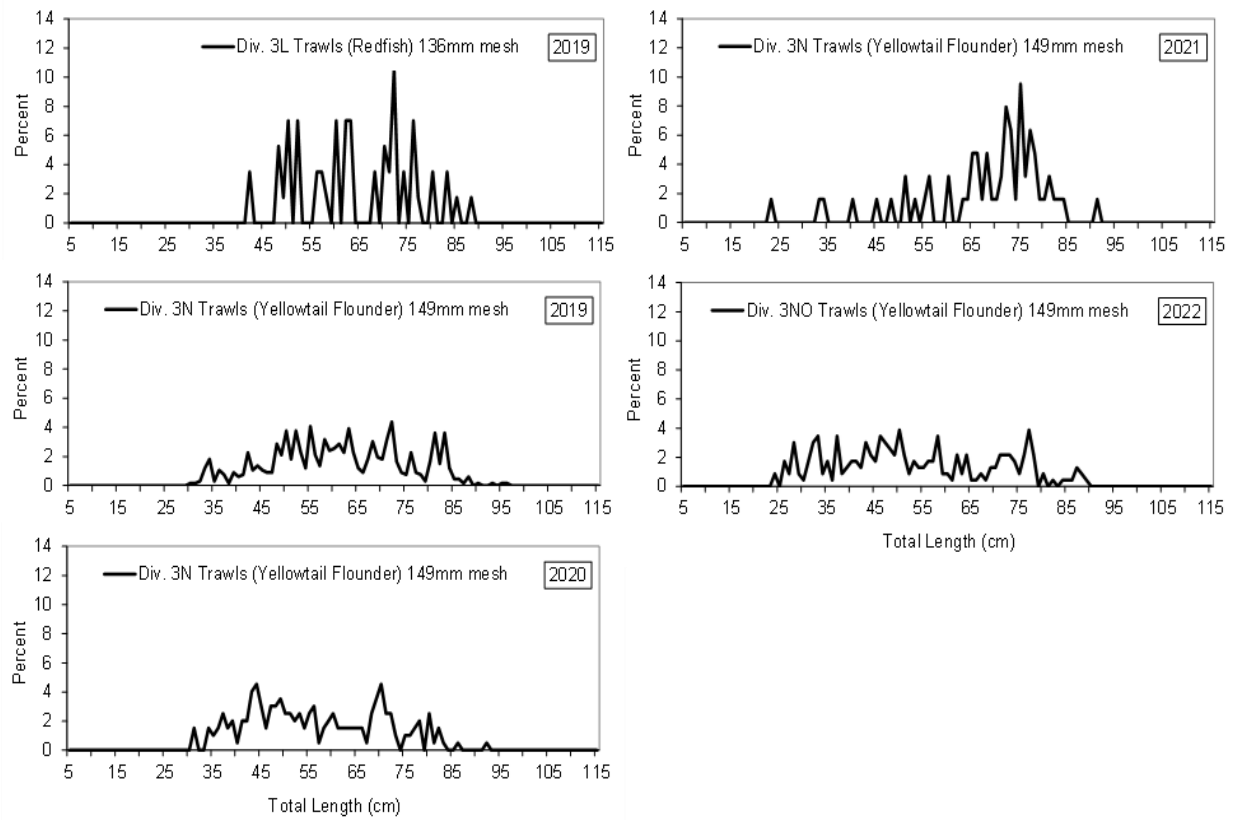 14
12
10
8
6
4
2
0
Percent
Div. 3L Trawls (Redfish) 136mm mesh
2019
5 15 25 35 45 55 65 75 85 95 105 115
14
12
10
8
6
4
2
0
Percent
Div. 3N Trawls (Yellowtail Flounder) 149mm mesh
2021
5 15 25 35 45 55 65 75 85 95 105 115
14
12
10
8
6
4
2
0
Percent
Div. 3N Trawls (Yellowtail Flounder) 149mm mesh
2019
5 15 25 35 45 55 65 75 85 95 105 115
14
12
10
8
6
4
2
0
Percent
Div. 3NO Trawls (Yellowtail Flounder) 149mm mesh
2022
5 15 25 35 45 55 65 75 85 95 105 115
Total Length (cm)
14
12
10
8
6
4
2
0
Percent
Div. 3N Trawls (Yellowtail Flounder) 149mm mesh
2020
5 15 25 35 45 55 65 75 85 95 105 115
Total Length (cm)